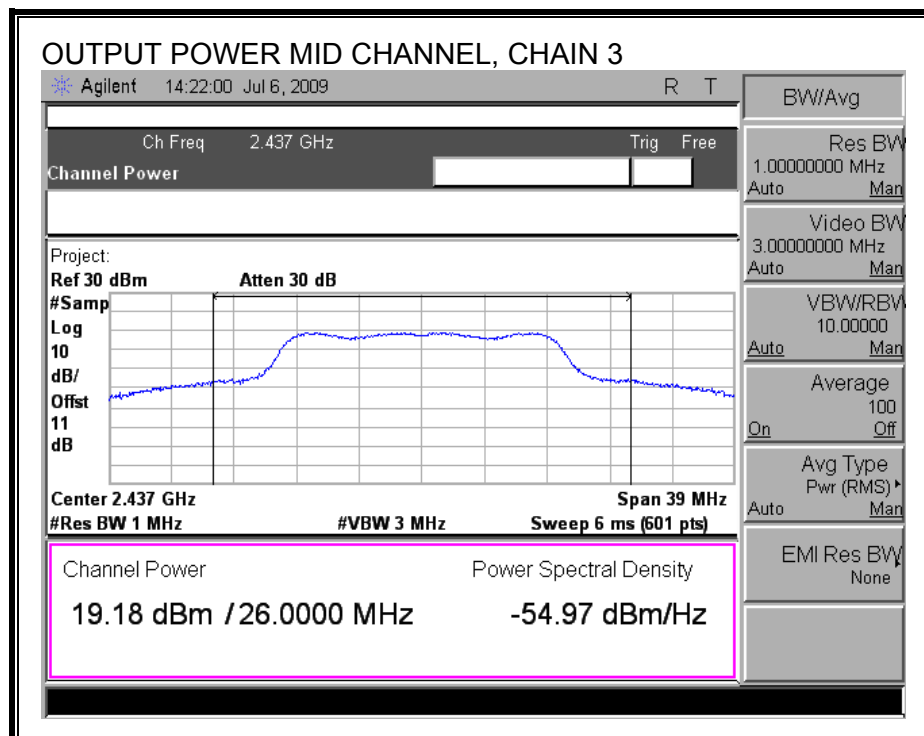 OUTPUT POWER MID CHANNEL, CHAIN 3
Agilent 14:22:00 Jul 6, 2009 R T
Ch Freq 2.437 GHz Trig Free
Channel Power
Project:
Ref 30 dBm Atten 30 dB
#Samp
Log
10
dB/
Offst
11
dB
Center 2.437 GHz Span 39 MHz
#Res BW 1 MHz #VBW 3 MHz Sweep 6 ms (601 pts)
Channel Power Power Spectral Density
19.18 dBm / 26.0000 MHz -54.97 dBm/Hz
BW/Avg
Res BW
1.00000000 MHz
Auto Man
Video BW
3.00000000 MHz
Auto Man
VBW/RBW
10.00000
Auto Man
Average
100
On Off
Avg Type
Pwr (RMS)
Auto Man
EMI Res BW
None